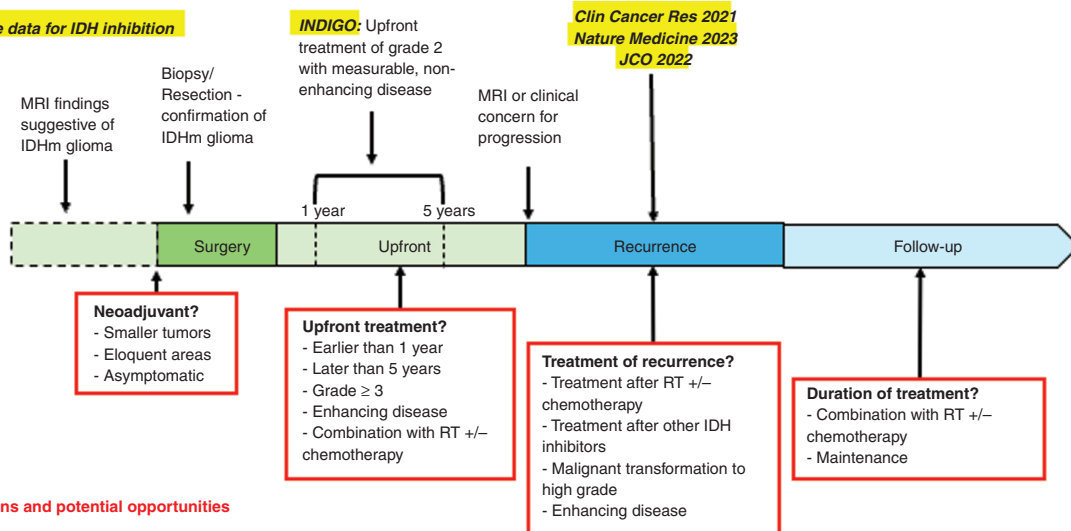 data for IDH inhibition
INDIGO: Upfront
treatment of grade 2
with measurable, non-
enhancing disease
Clin Cancer Res 2021
Nature Medicine 2023
JCO 2022
MRI findings
suggestive of
IDHm glioma
Biopsy/
Resection -
confirmation of
IDHm glioma
MRI or clinical
concern for
progression
1 year
5 years
Surgery
Upfront
Recurrence
Follow-up
Neoadjuvant?
- Smaller tumors
- Eloquent areas
- Asymptomatic
Upfront treatment?
- Earlier than 1 year
- Later than 5 years
- Grade ≥ 3
- Enhancing disease
- Combination with RT +/–
chemotherapy
Treatment of recurrence?
- Treatment after RT +/–
chemotherapy
- Treatment after other IDH
inhibitors
- Malignant transformation to
high grade
- Enhancing disease
Duration of treatment?
- Combination with RT +/–
chemotherapy
- Maintenance
ns and potential opportunities